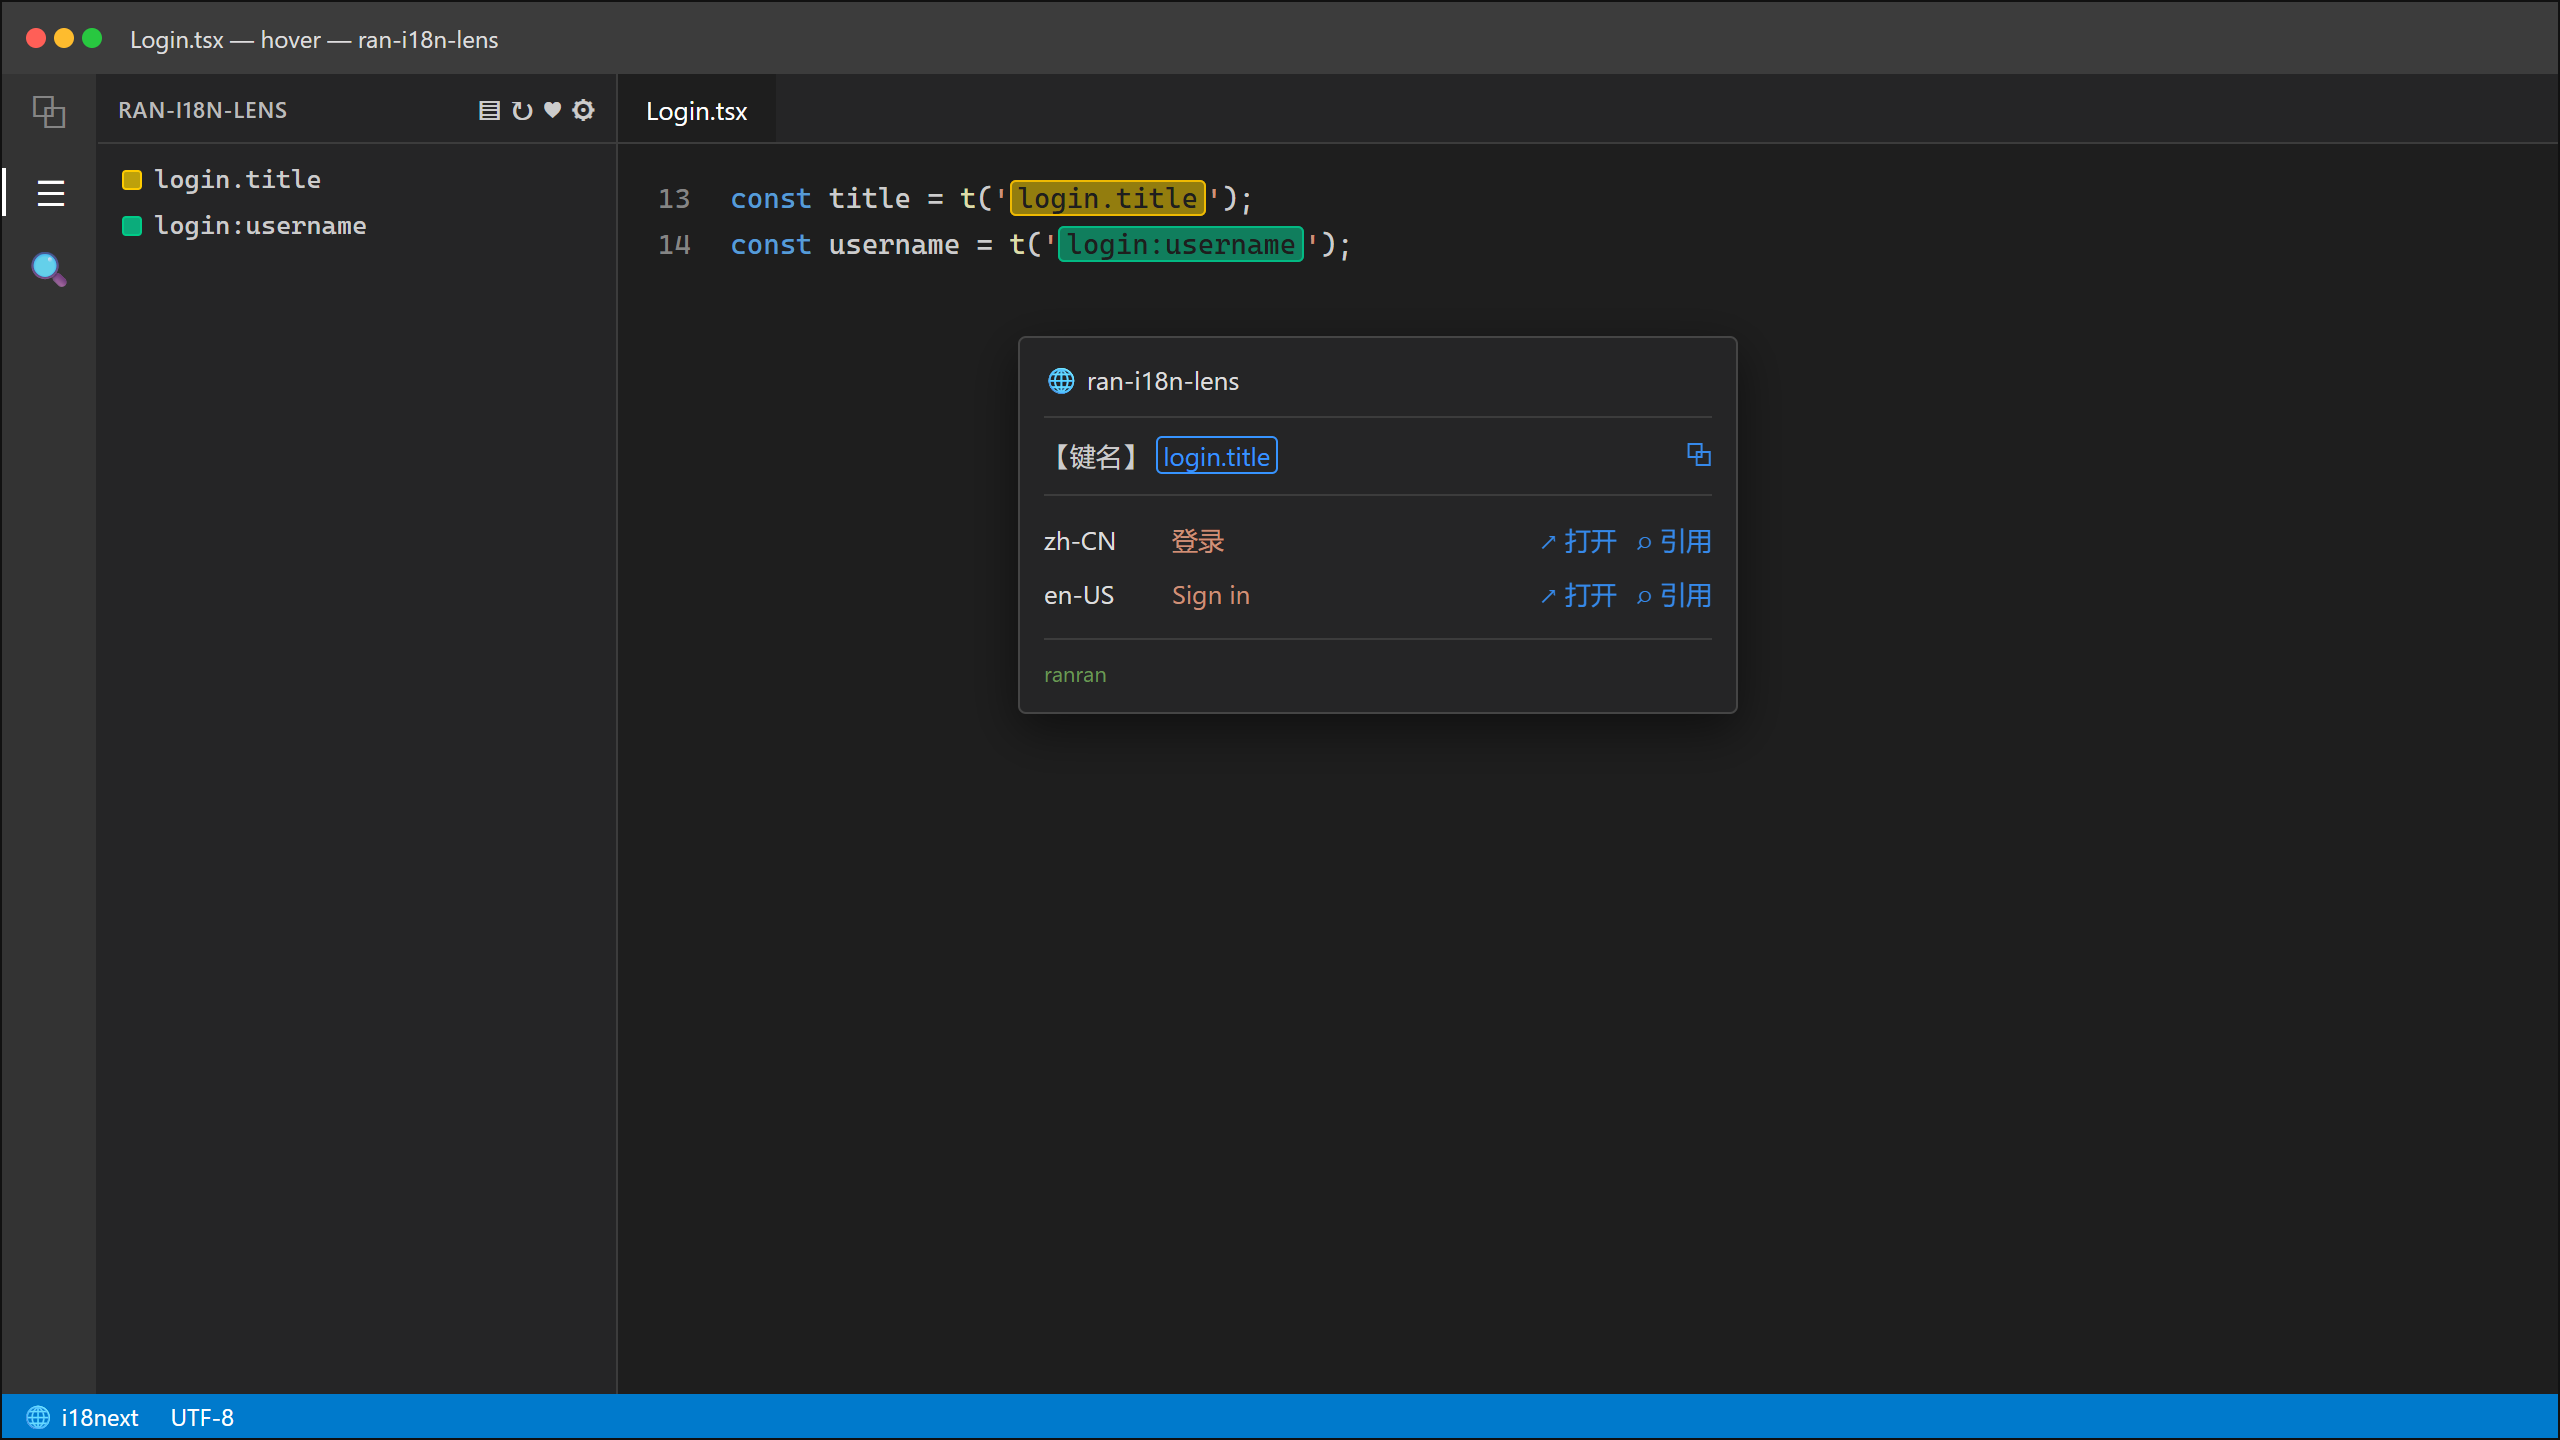 Login.tsx — hover — ran-i18n-lens
RAN-I18N-LENS
login.title
login:username
Login.tsx
13 const title = t('login.title');
14 const username = t('login:username');
ran-i18n-lens
【键名】 login.title
zh-CN 登录 ↗ 打开 ⌕ 引用
en-US Sign in ↗ 打开 ⌕ 引用
ranran
i18next UTF-8